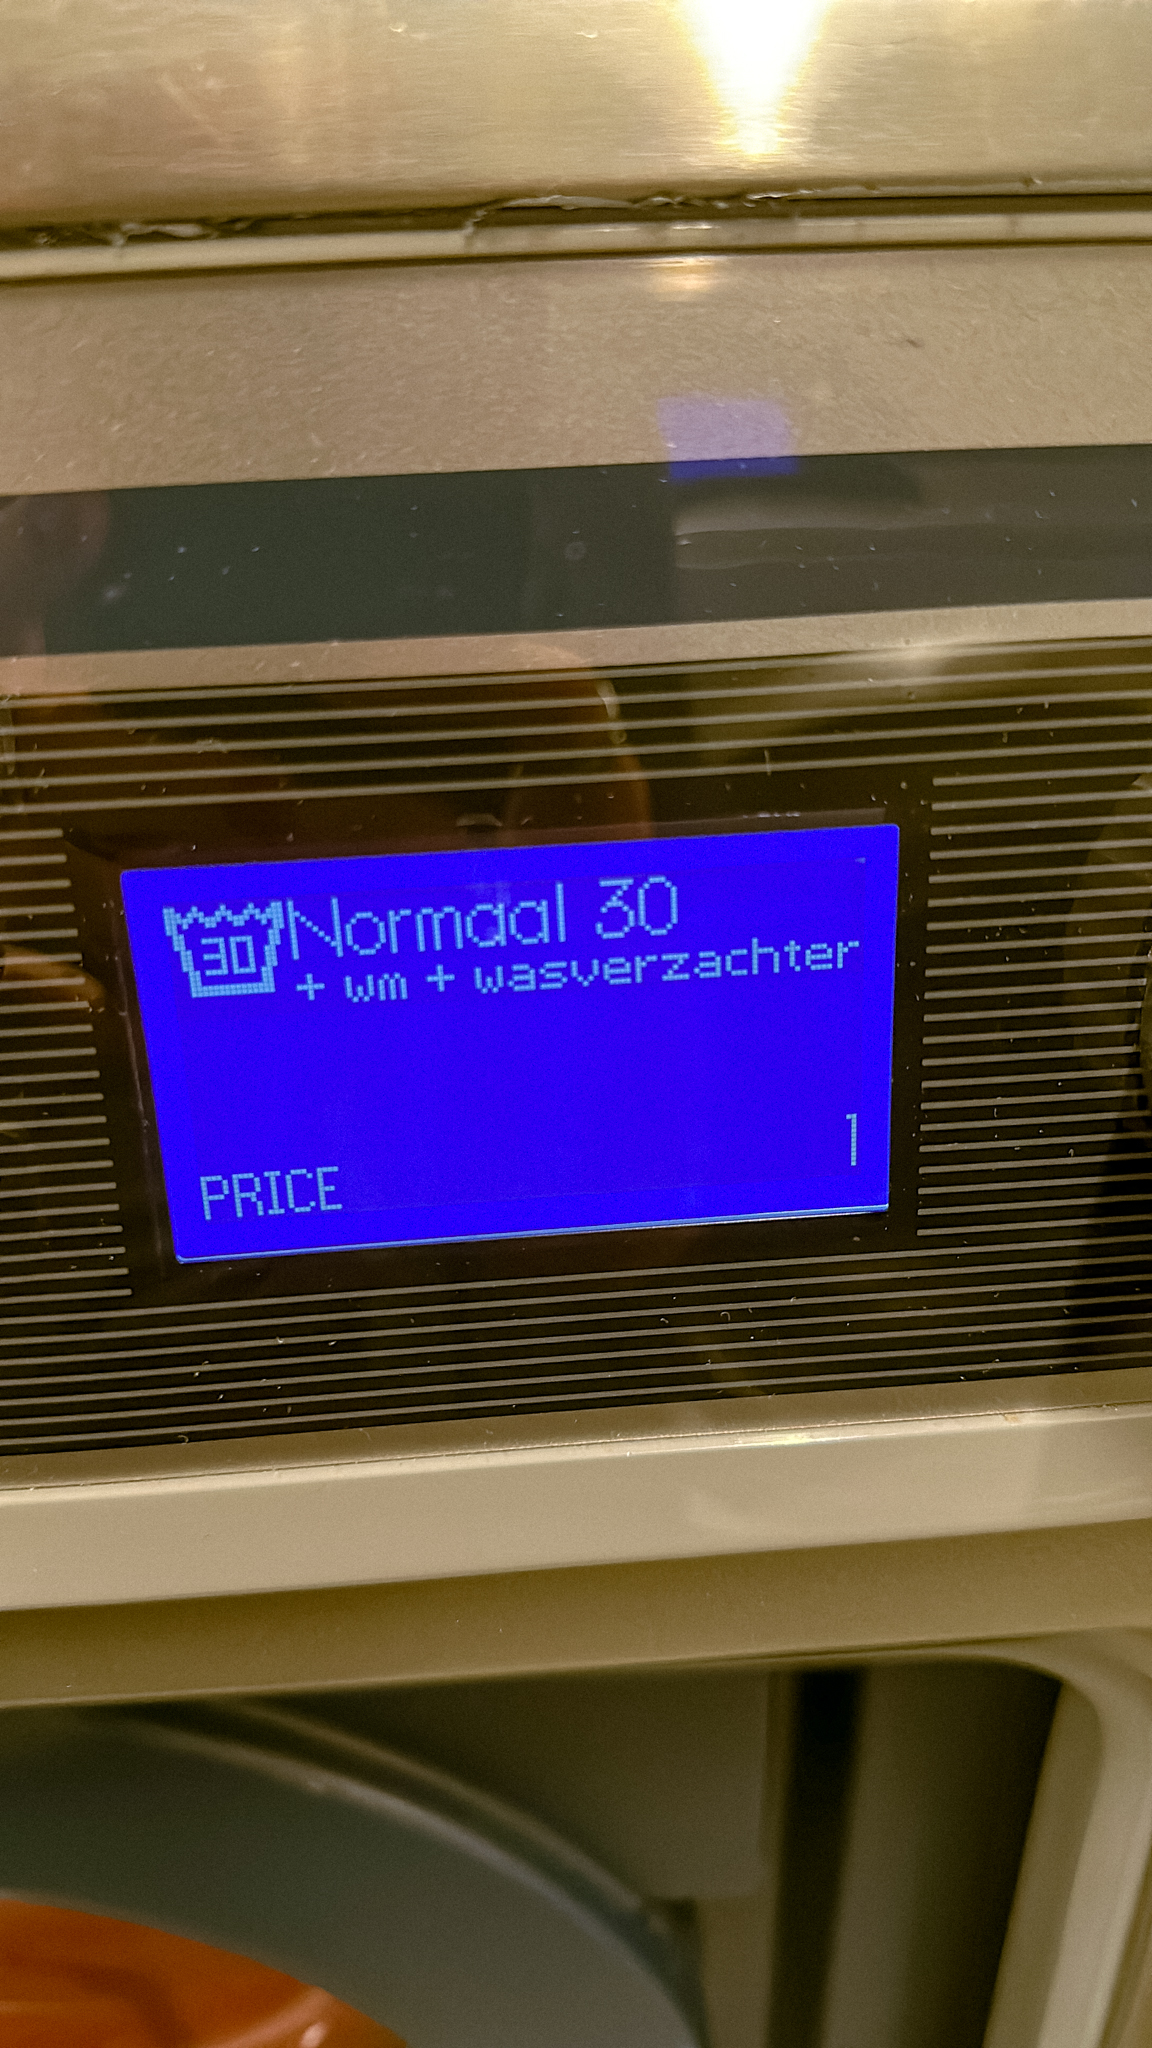 30 Normaal 30
+ wm + wasverzachter
PRICE 1